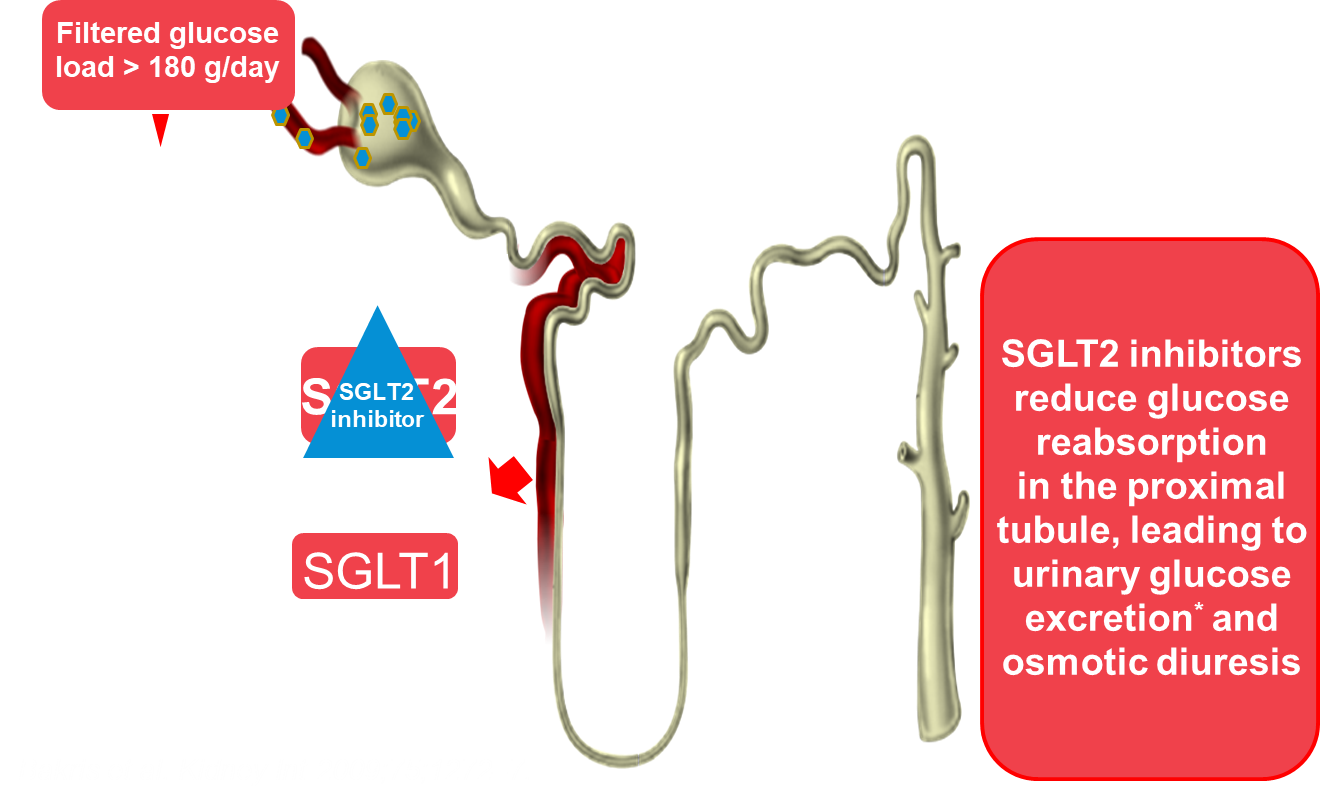 Filtered glucose
load > 180 g/day
SGLT2
inhibitor
SGLT1
SGLT2 inhibitors
reduce glucose
reabsorption
in the proximal
tubule, leading to
urinary glucose
excretion* and
osmotic diuresis